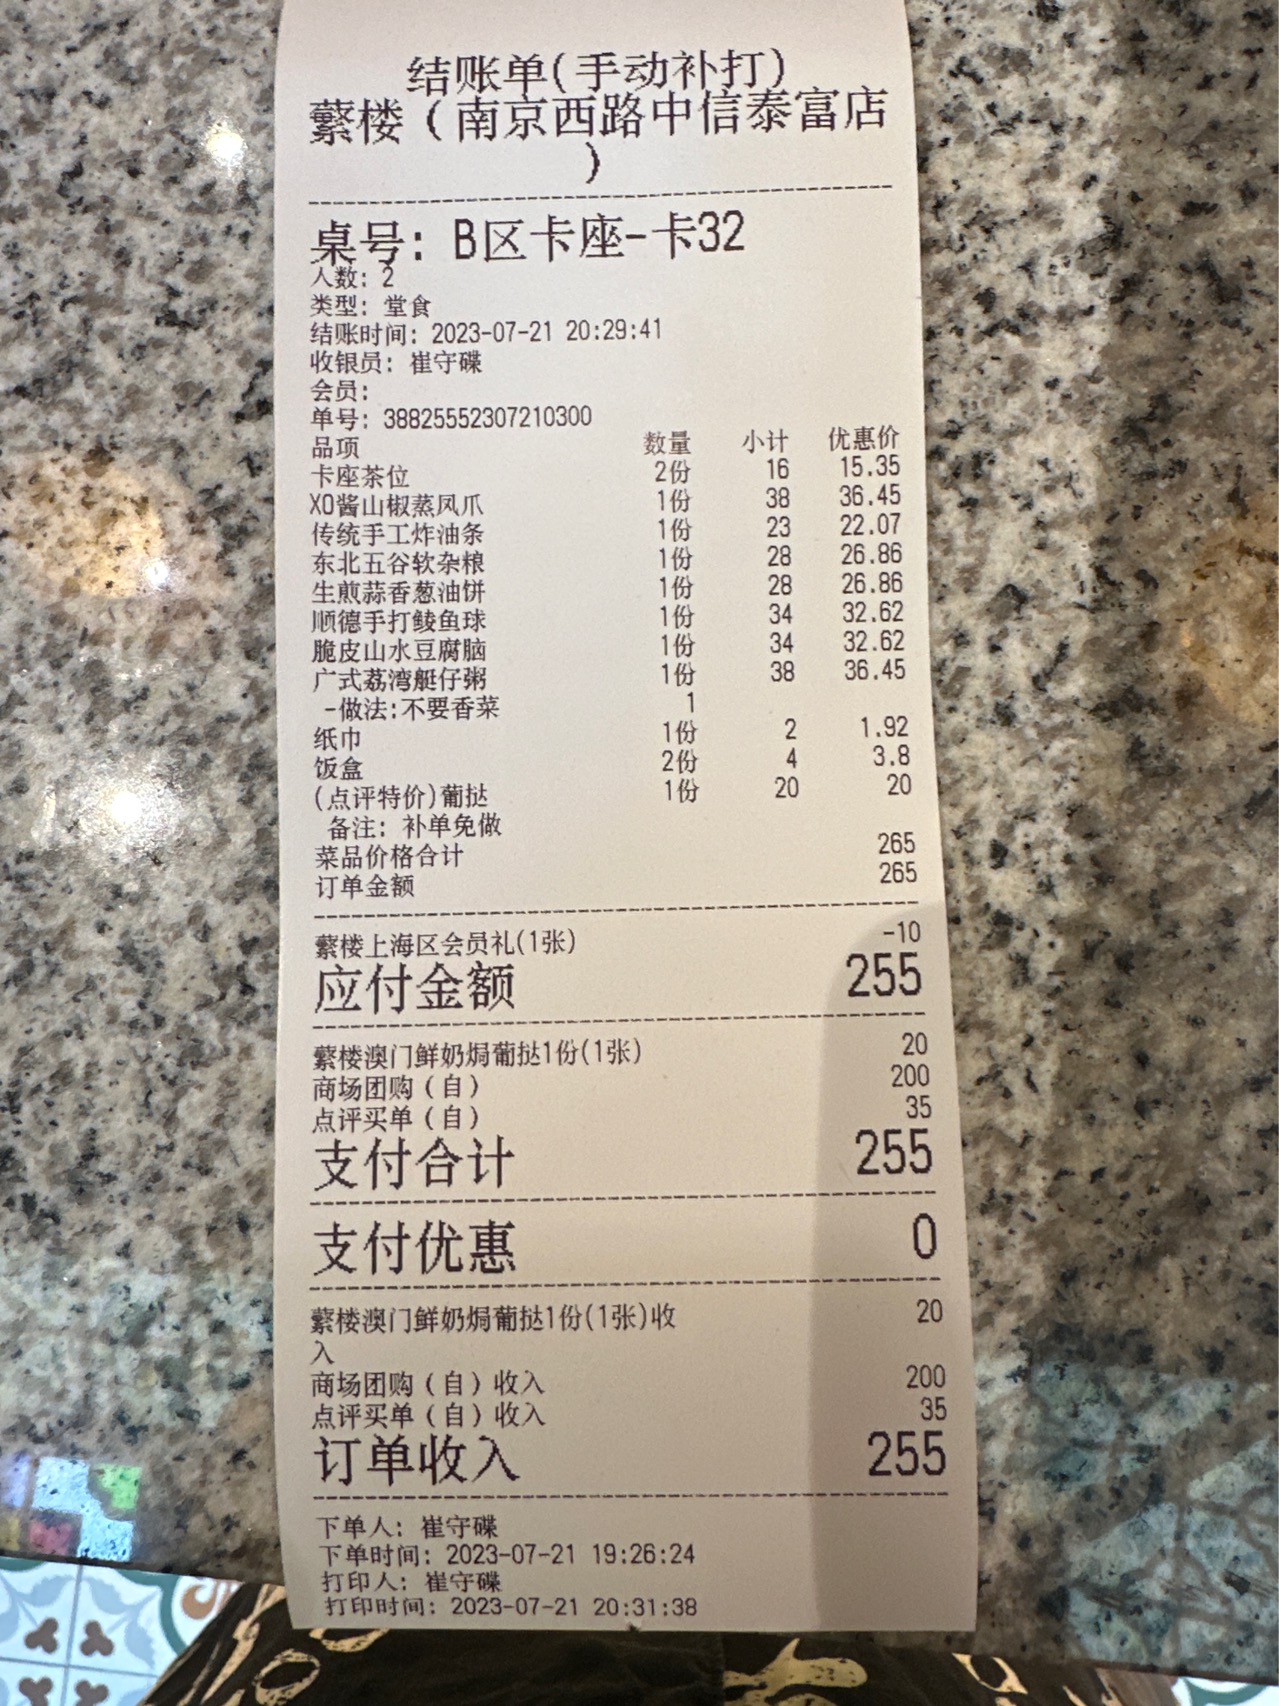 结账单(手动补打)
蘩楼（南京西路中信泰富店
）
桌号: B区卡座-卡32
人数: 2
类型: 堂食
结账时间: 2023-07-21 20:29:41
收银员: 崔守碟
会员:
单号: 38825552307210300
品项 数量 小计 优惠价
卡座茶位 2份 16 15.35
XO酱山椒蒸凤爪 1份 38 36.45
传统手工炸油条 1份 23 22.07
东北五谷软杂粮 1份 28 26.86
生煎蒜香葱油饼 1份 28 26.86
顺德手打鲮鱼球 1份 34 32.62
脆皮山水豆腐脑 1份 34 32.62
广式荔湾艇仔粥 1份 38 36.45
-做法:不要香菜 1
纸巾 1份 2 1.92
饭盒 2份 4 3.8
(点评特价)葡挞 1份 20 20
备注: 补单免做
菜品价格合计 265
订单金额 265
蘩楼上海区会员礼(1张) -10
应付金额 255
蘩楼澳门鲜奶焗葡挞1份(1张) 20
商场团购（自） 200
点评买单（自） 35
支付合计 255
支付优惠 0
蘩楼澳门鲜奶焗葡挞1份(1张)收 20
入
商场团购（自）收入 200
点评买单（自）收入 35
订单收入 255
下单人: 崔守碟
下单时间: 2023-07-21 19:26:24
打印人: 崔守碟
打印时间: 2023-07-21 20:31:38